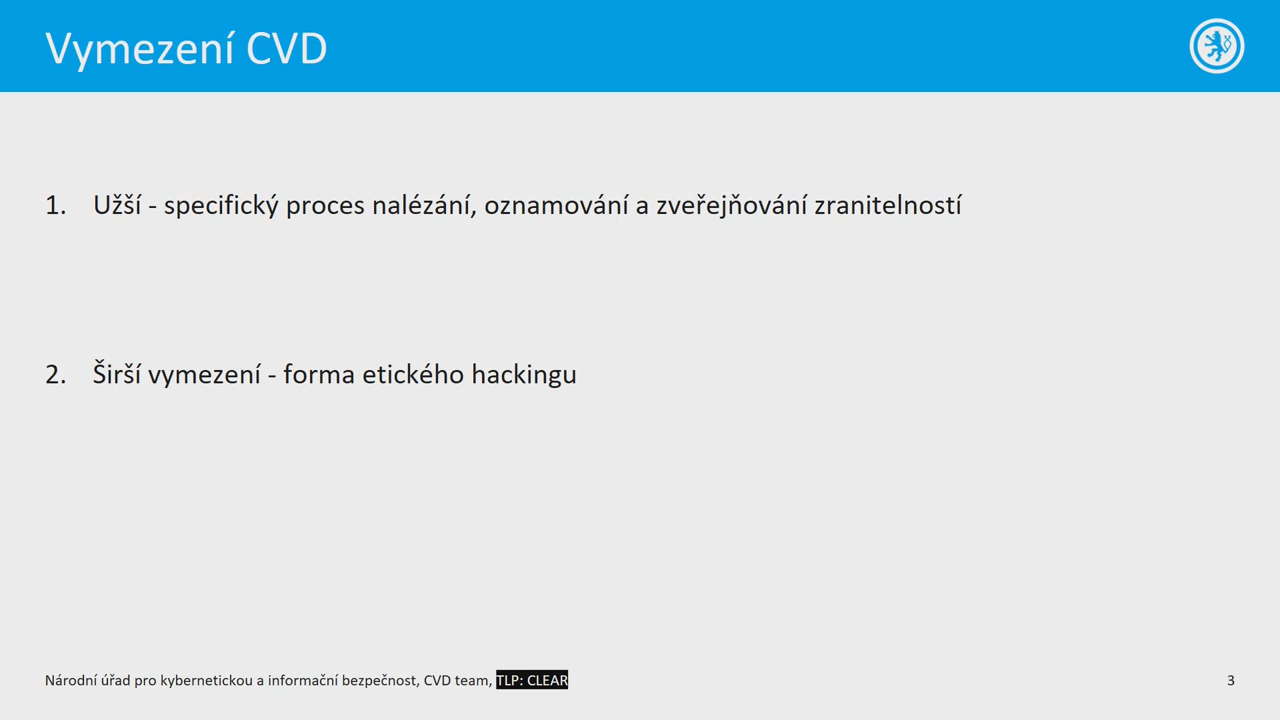 Vymezení CVD
1. Užší - specifický proces nalézání, oznamování a zveřejňování zranitelností
2. Širší vymezení - forma etického hackingu
Národní úřad pro kybernetickou a informační bezpečnost, CVD team, TLP: CLEAR
3